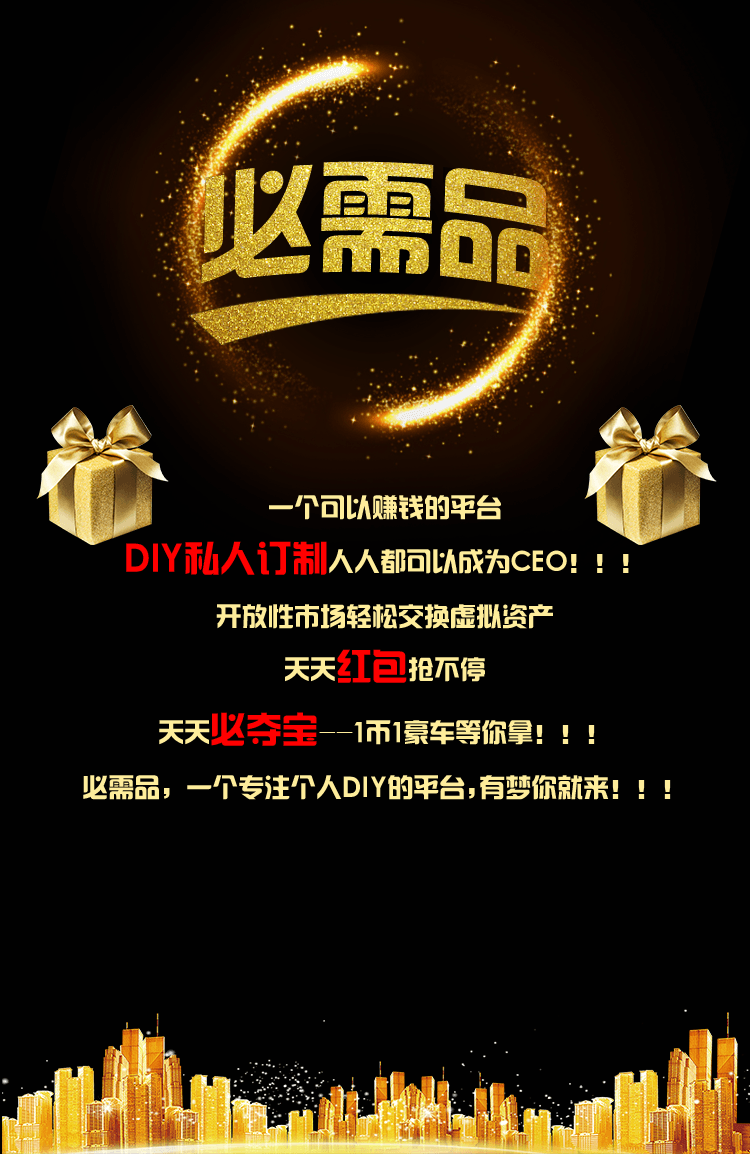 必需品
一个可以赚钱的平台
DIY私人订制人人都可以成为CEO！！！
开放性市场轻松交换虚拟资产
天天红包抢不停
天天必夺宝--1币1豪车等你拿！！！
必需品，一个专注个人DIY的平台，有梦你就来！！！